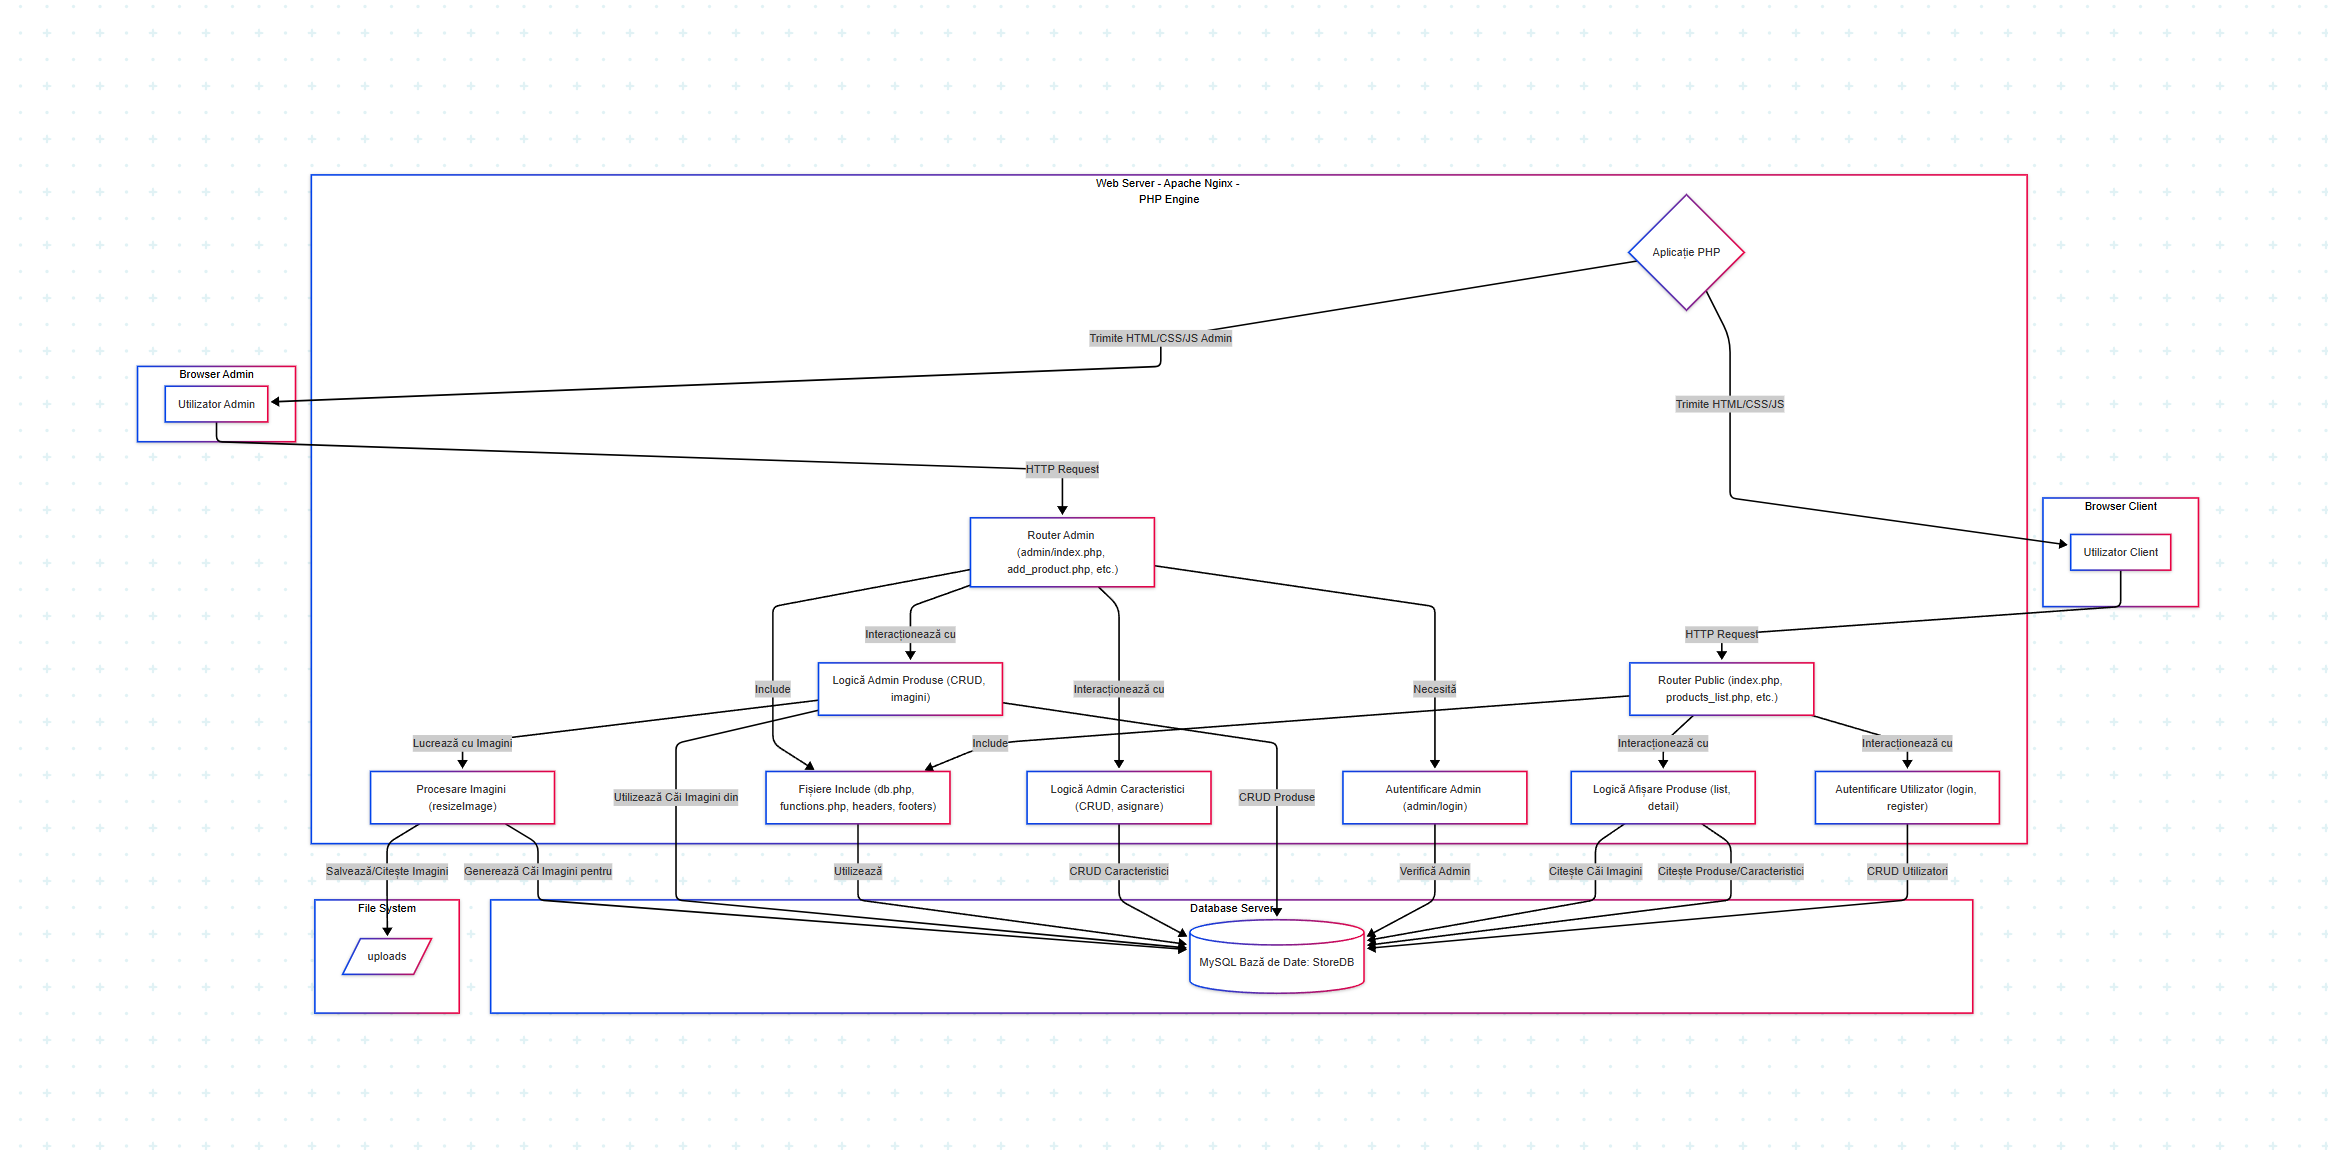 Web Server - Apache Nginx -
PHP Engine
Aplicație PHP
Trimite HTML/CSS/JS Admin
Browser Admin
Utilizator Admin
Trimite HTML/CSS/JS
HTTP Request
Browser Client
Utilizator Client
Router Admin
(admin/index.php,
add_product.php, etc.)
Interacționează cu
HTTP Request
Include
Logică Admin Produse (CRUD,
imagini)
Interacționează cu
Necesită
Router Public (index.php,
products_list.php, etc.)
Lucrează cu Imagini
Include
Interacționează cu
Interacționează cu
Procesare Imagini
(resizeImage)
Utilizează Căi Imagini din
Fișiere Include (db.php,
functions.php, headers, footers)
Logică Admin Caracteristici
(CRUD, asignare)
CRUD Produse
Autentificare Admin
(admin/login)
Logică Afișare Produse (list,
detail)
Autentificare Utilizator (login,
register)
Salvează/Citește Imagini
Generează Căi Imagini pentru
Utilizează
CRUD Caracteristici
Verifică Admin
Citește Căi Imagini
Citește Produse/Caracteristici
CRUD Utilizatori
File System
Database Server
uploads
MySQL Bază de Date: StoreDB